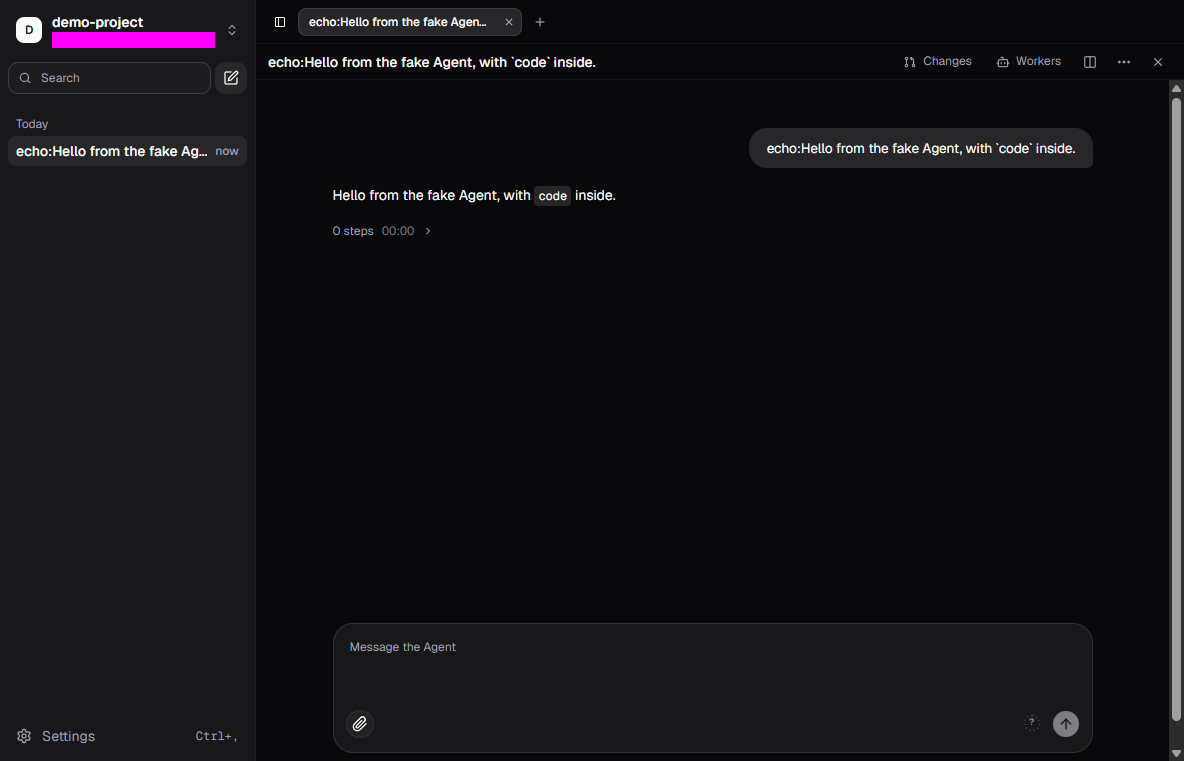 D
demo-project
Search
Today
echo:Hello from the fake Ag... now
Settings Ctrl+,
echo:Hello from the fake Agen...
echo:Hello from the fake Agent, with `code` inside.
Changes
Workers
echo:Hello from the fake Agent, with `code` inside.
Hello from the fake Agent, with code inside.
0 steps 00:00
Message the Agent
?